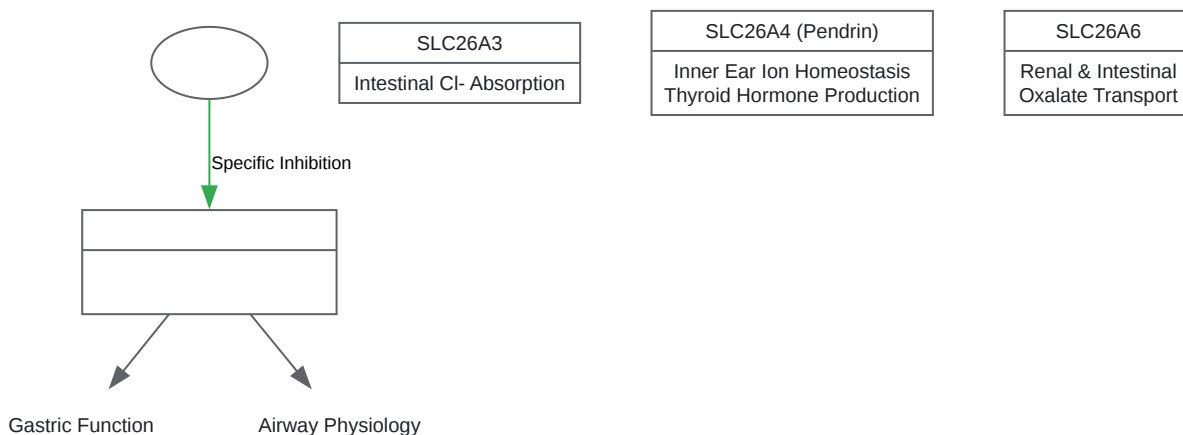 SLC26A3
Intestinal Cl- Absorption
SLC26A4 (Pendrin)
Inner Ear Ion Homeostasis
Thyroid Hormone Production
SLC26A6
Renal & Intestinal
Oxalate Transport
Specific Inhibition
Gastric Function
Airway Physiology